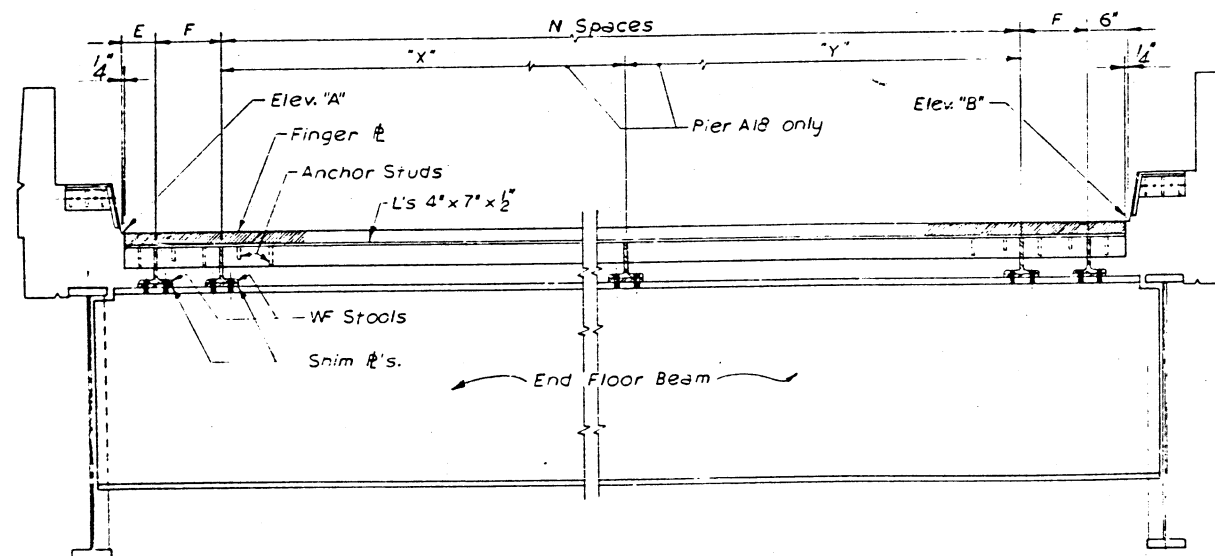 E
F
N Spaces
F
6"
1/4"
"X"
"Y"
1/4"
Elev. "A"
Elev. "B"
Finger ⅊
Pier A18 only
Anchor Studs
L's 4" x 7" x 1/2"
WF Stools
Shim ⅊'s.
End Floor Beam